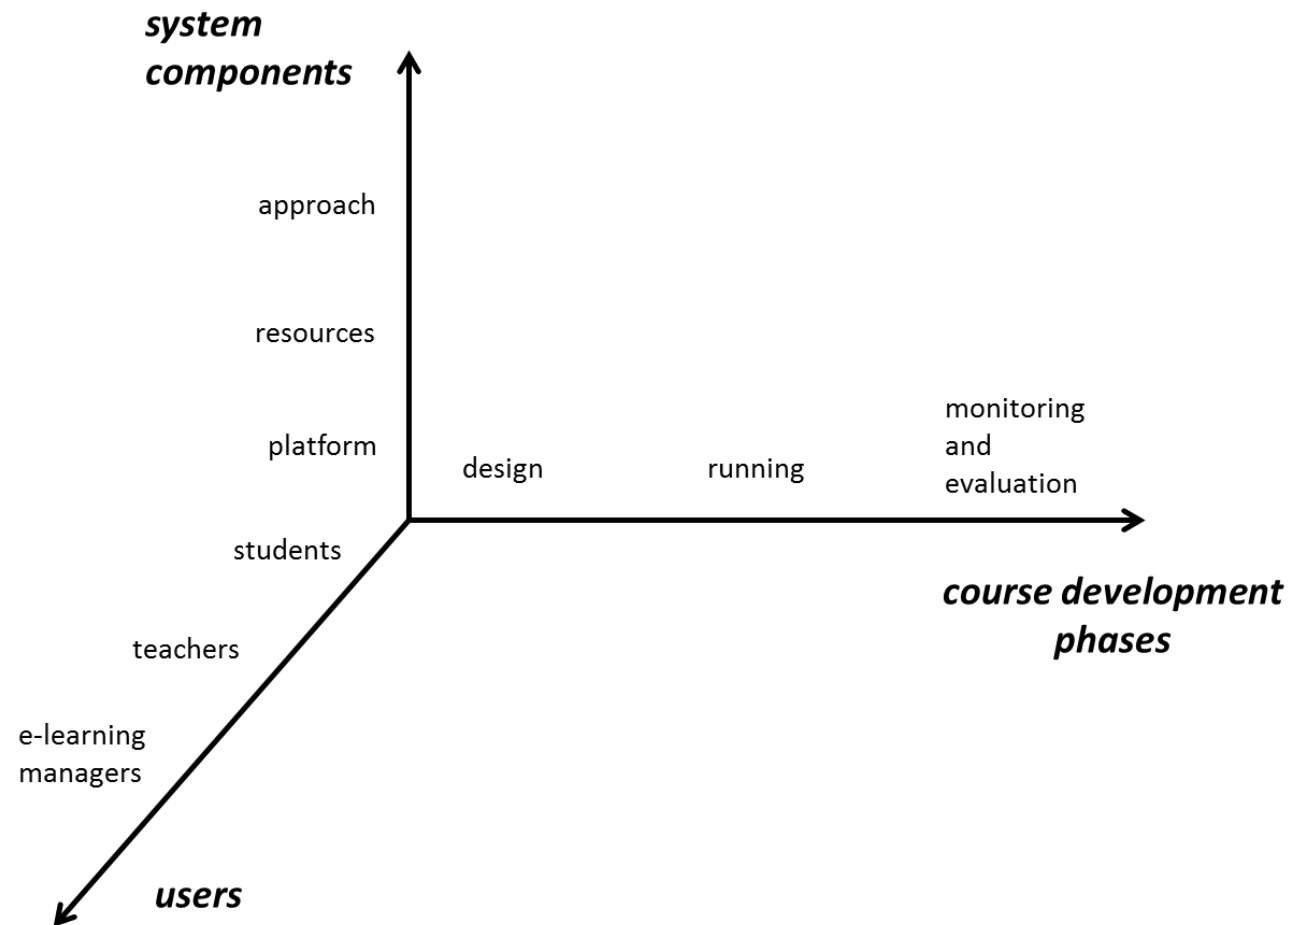 system
components
approach
resources
platform
design
running
monitoring
and
evaluation
students
course development
phases
teachers
e-learning
managers
users